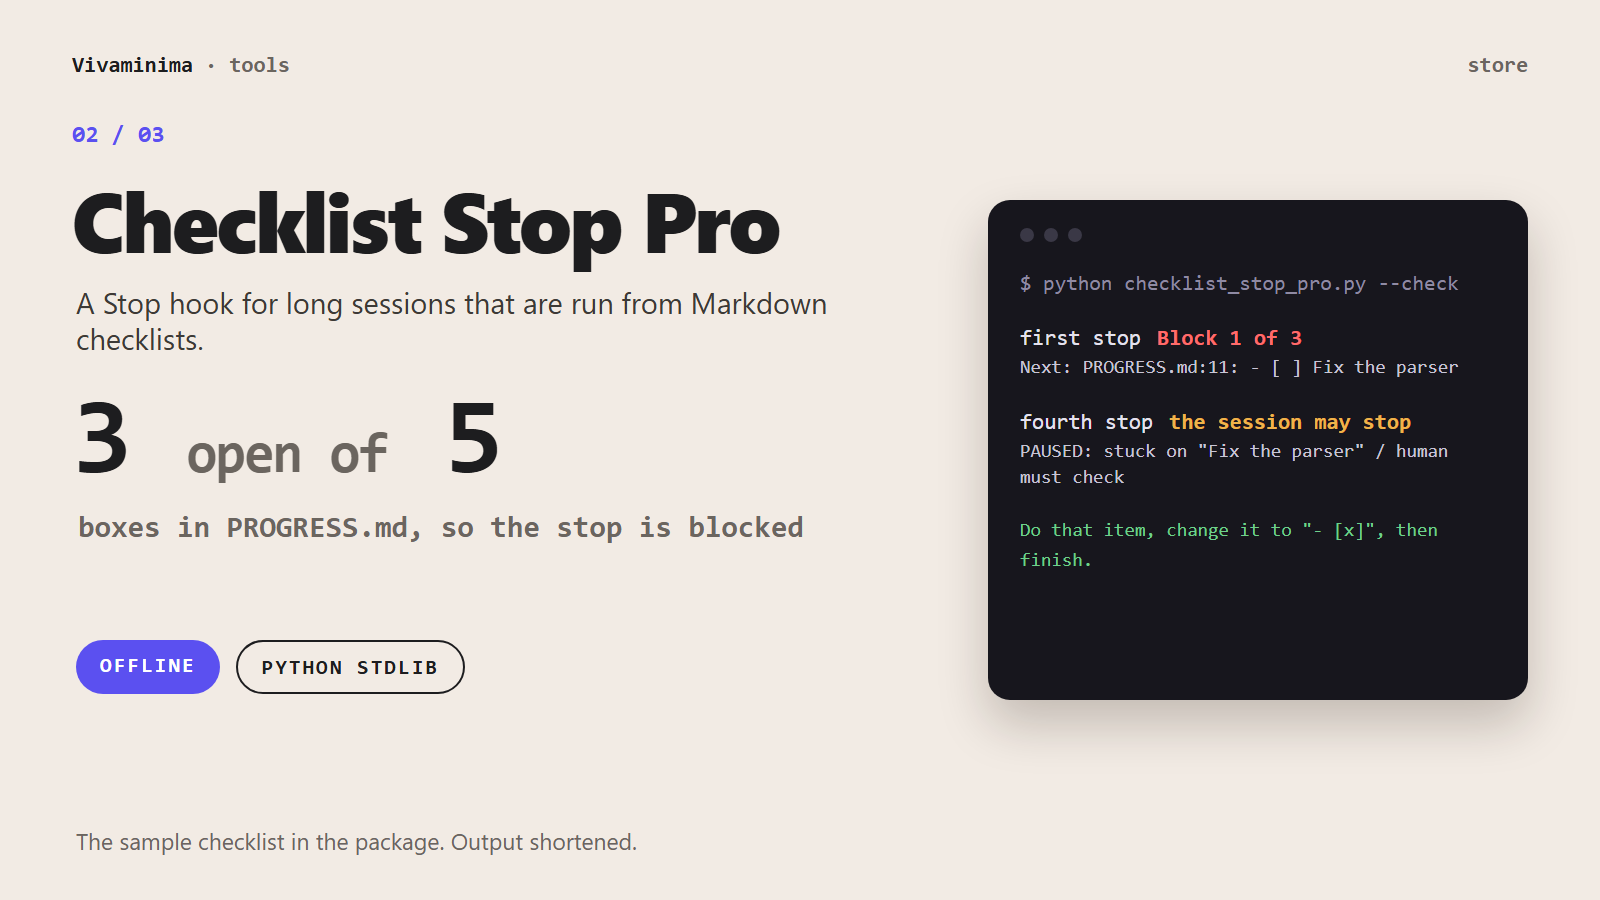 Vivaminima · tools
store
02 / 03
Checklist Stop Pro
A Stop hook for long sessions that are run from Markdown
checklists.
3 open of 5
boxes in PROGRESS.md, so the stop is blocked
OFFLINE
PYTHON STDLIB
$ python checklist_stop_pro.py --check
first stop Block 1 of 3
Next: PROGRESS.md:11: - [ ] Fix the parser
fourth stop the session may stop
PAUSED: stuck on "Fix the parser" / human
must check
Do that item, change it to "- [x]", then
finish.
The sample checklist in the package. Output shortened.